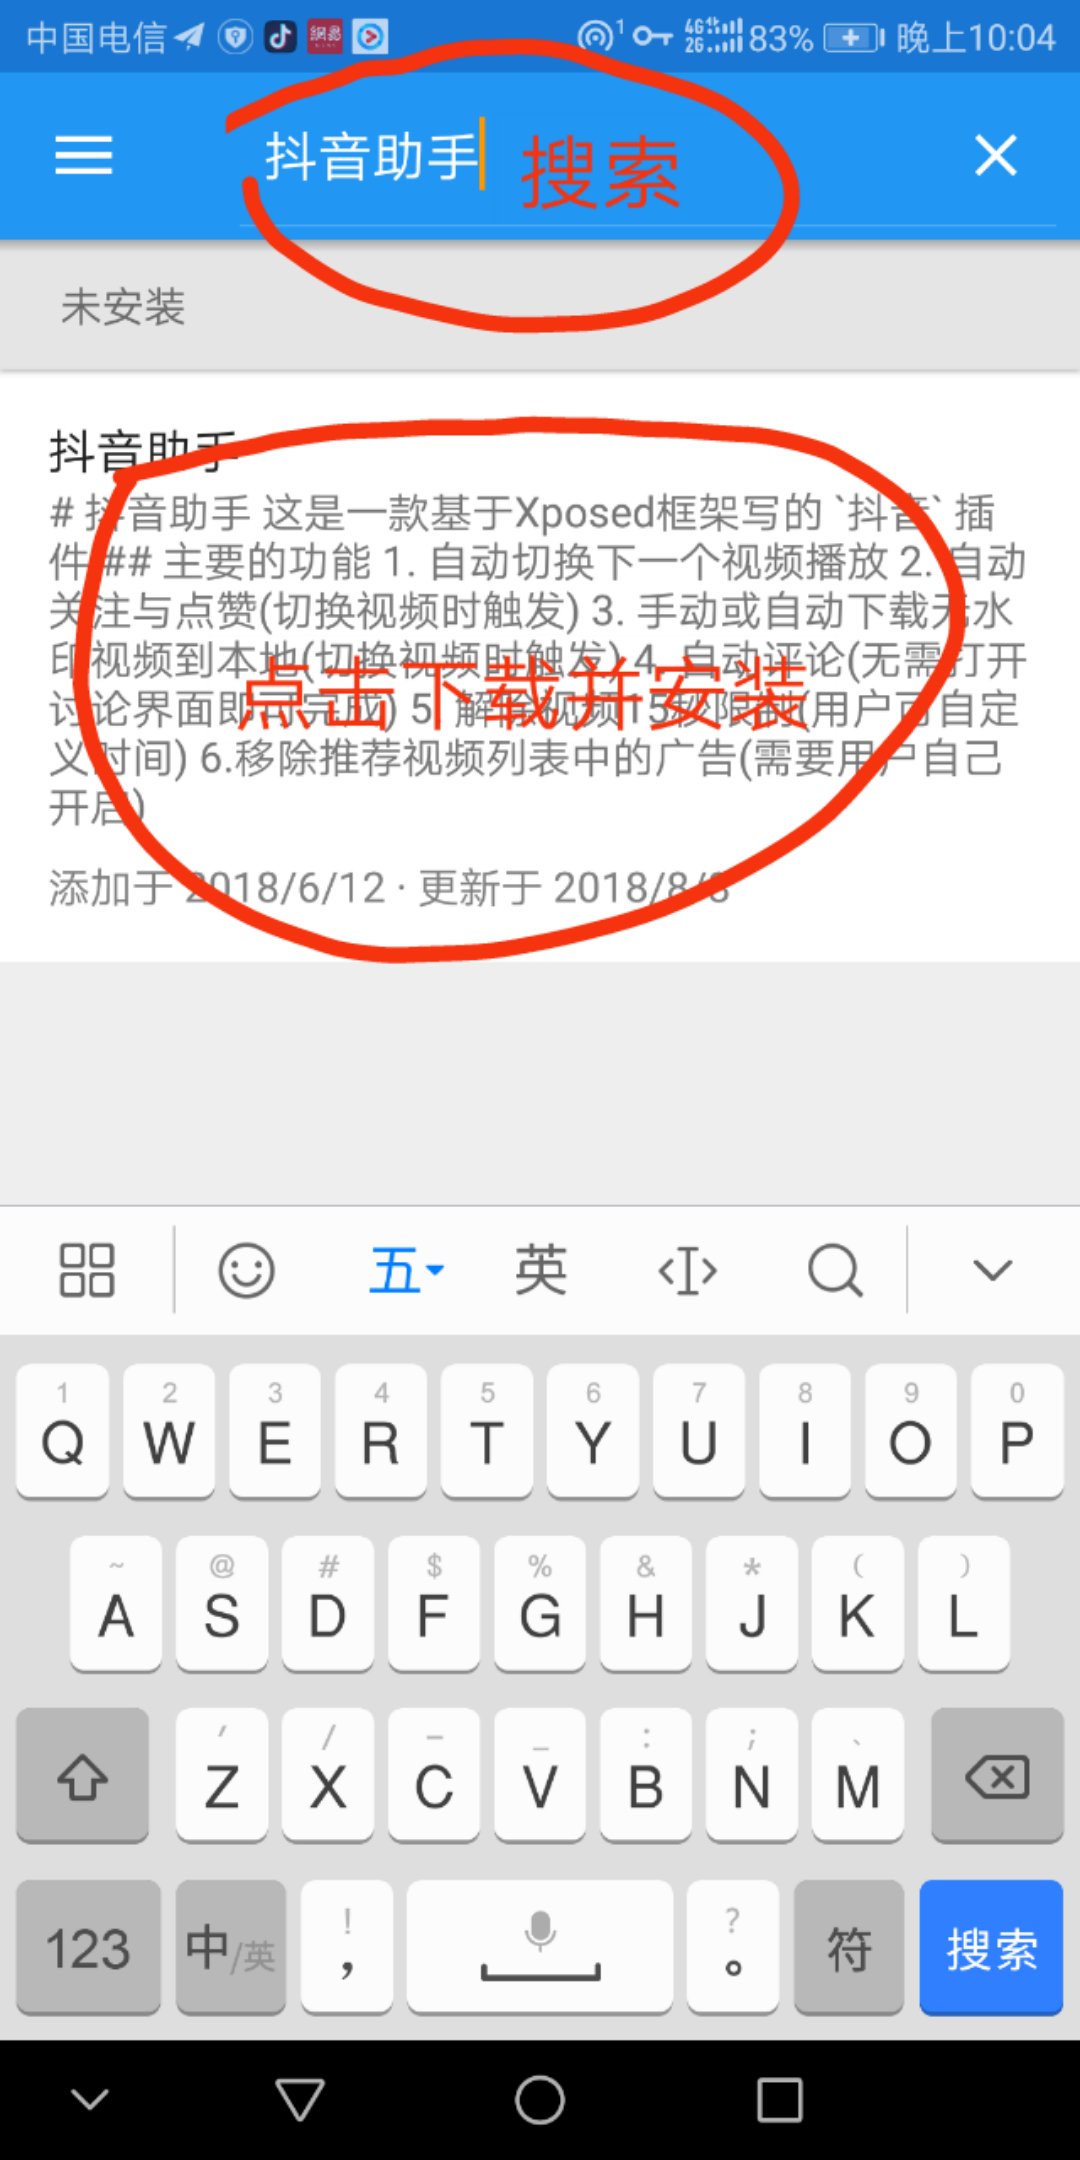 中国电信 1 4G 2G 83% 晚上10:04
抖音助手 搜索
未安装
抖音助手
# 抖音助手 这是一款基于Xposed框架写的 `抖音` 插
件 ## 主要的功能 1. 自动切换下一个视频播放 2. 自动
关注与点赞(切换视频时触发) 3. 手动或自动下载无水
印视频到本地(切换视频时触发) 4. 自动评论(无需打开
点击下载并安装
讨论界面即可完成) 5. 解除视频15秒限制(用户可自定
义时间) 6.移除推荐视频列表中的广告(需要用户自己
开启)
添加于 2018/6/12 · 更新于 2018/8/8
五 英
1 2 3 4 5 6 7 8 9 0
Q W E R T Y U I O P
~ @ # $ % & * ( )
A S D F G H J K L
′ / – _ : ; 、
Z X C V B N M
! ?
123 中/英 , 。 符 搜索